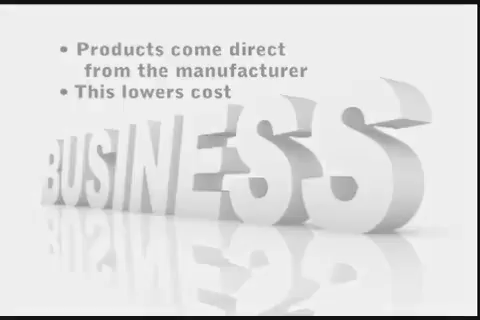 • Products come direct
from the manufacturer
• This lowers cost
BUSINESS